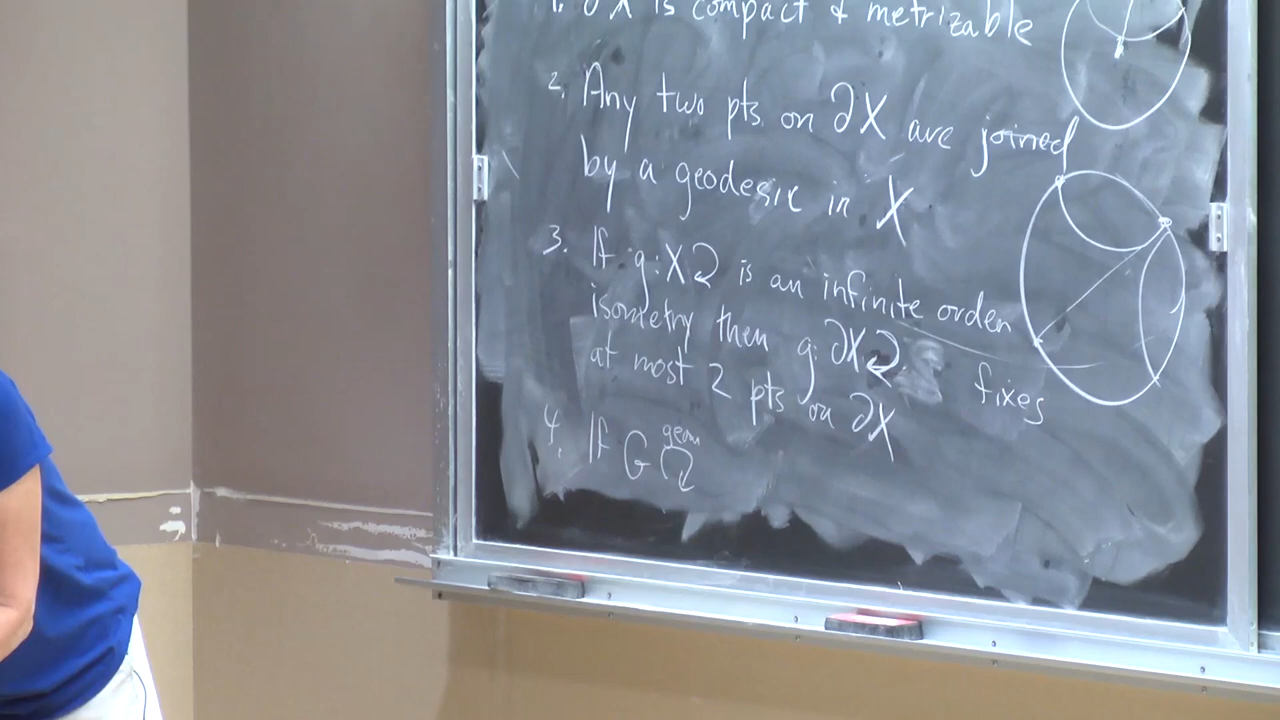 1. ∂X is compact & metrizable
2. Any two pts on ∂X are joined
by a geodesic in X
3. If g: X⤸ is an infinite order
isometry then g: ∂X⤸ fixes
at most 2 pts on ∂X
4. If G geom ⤸